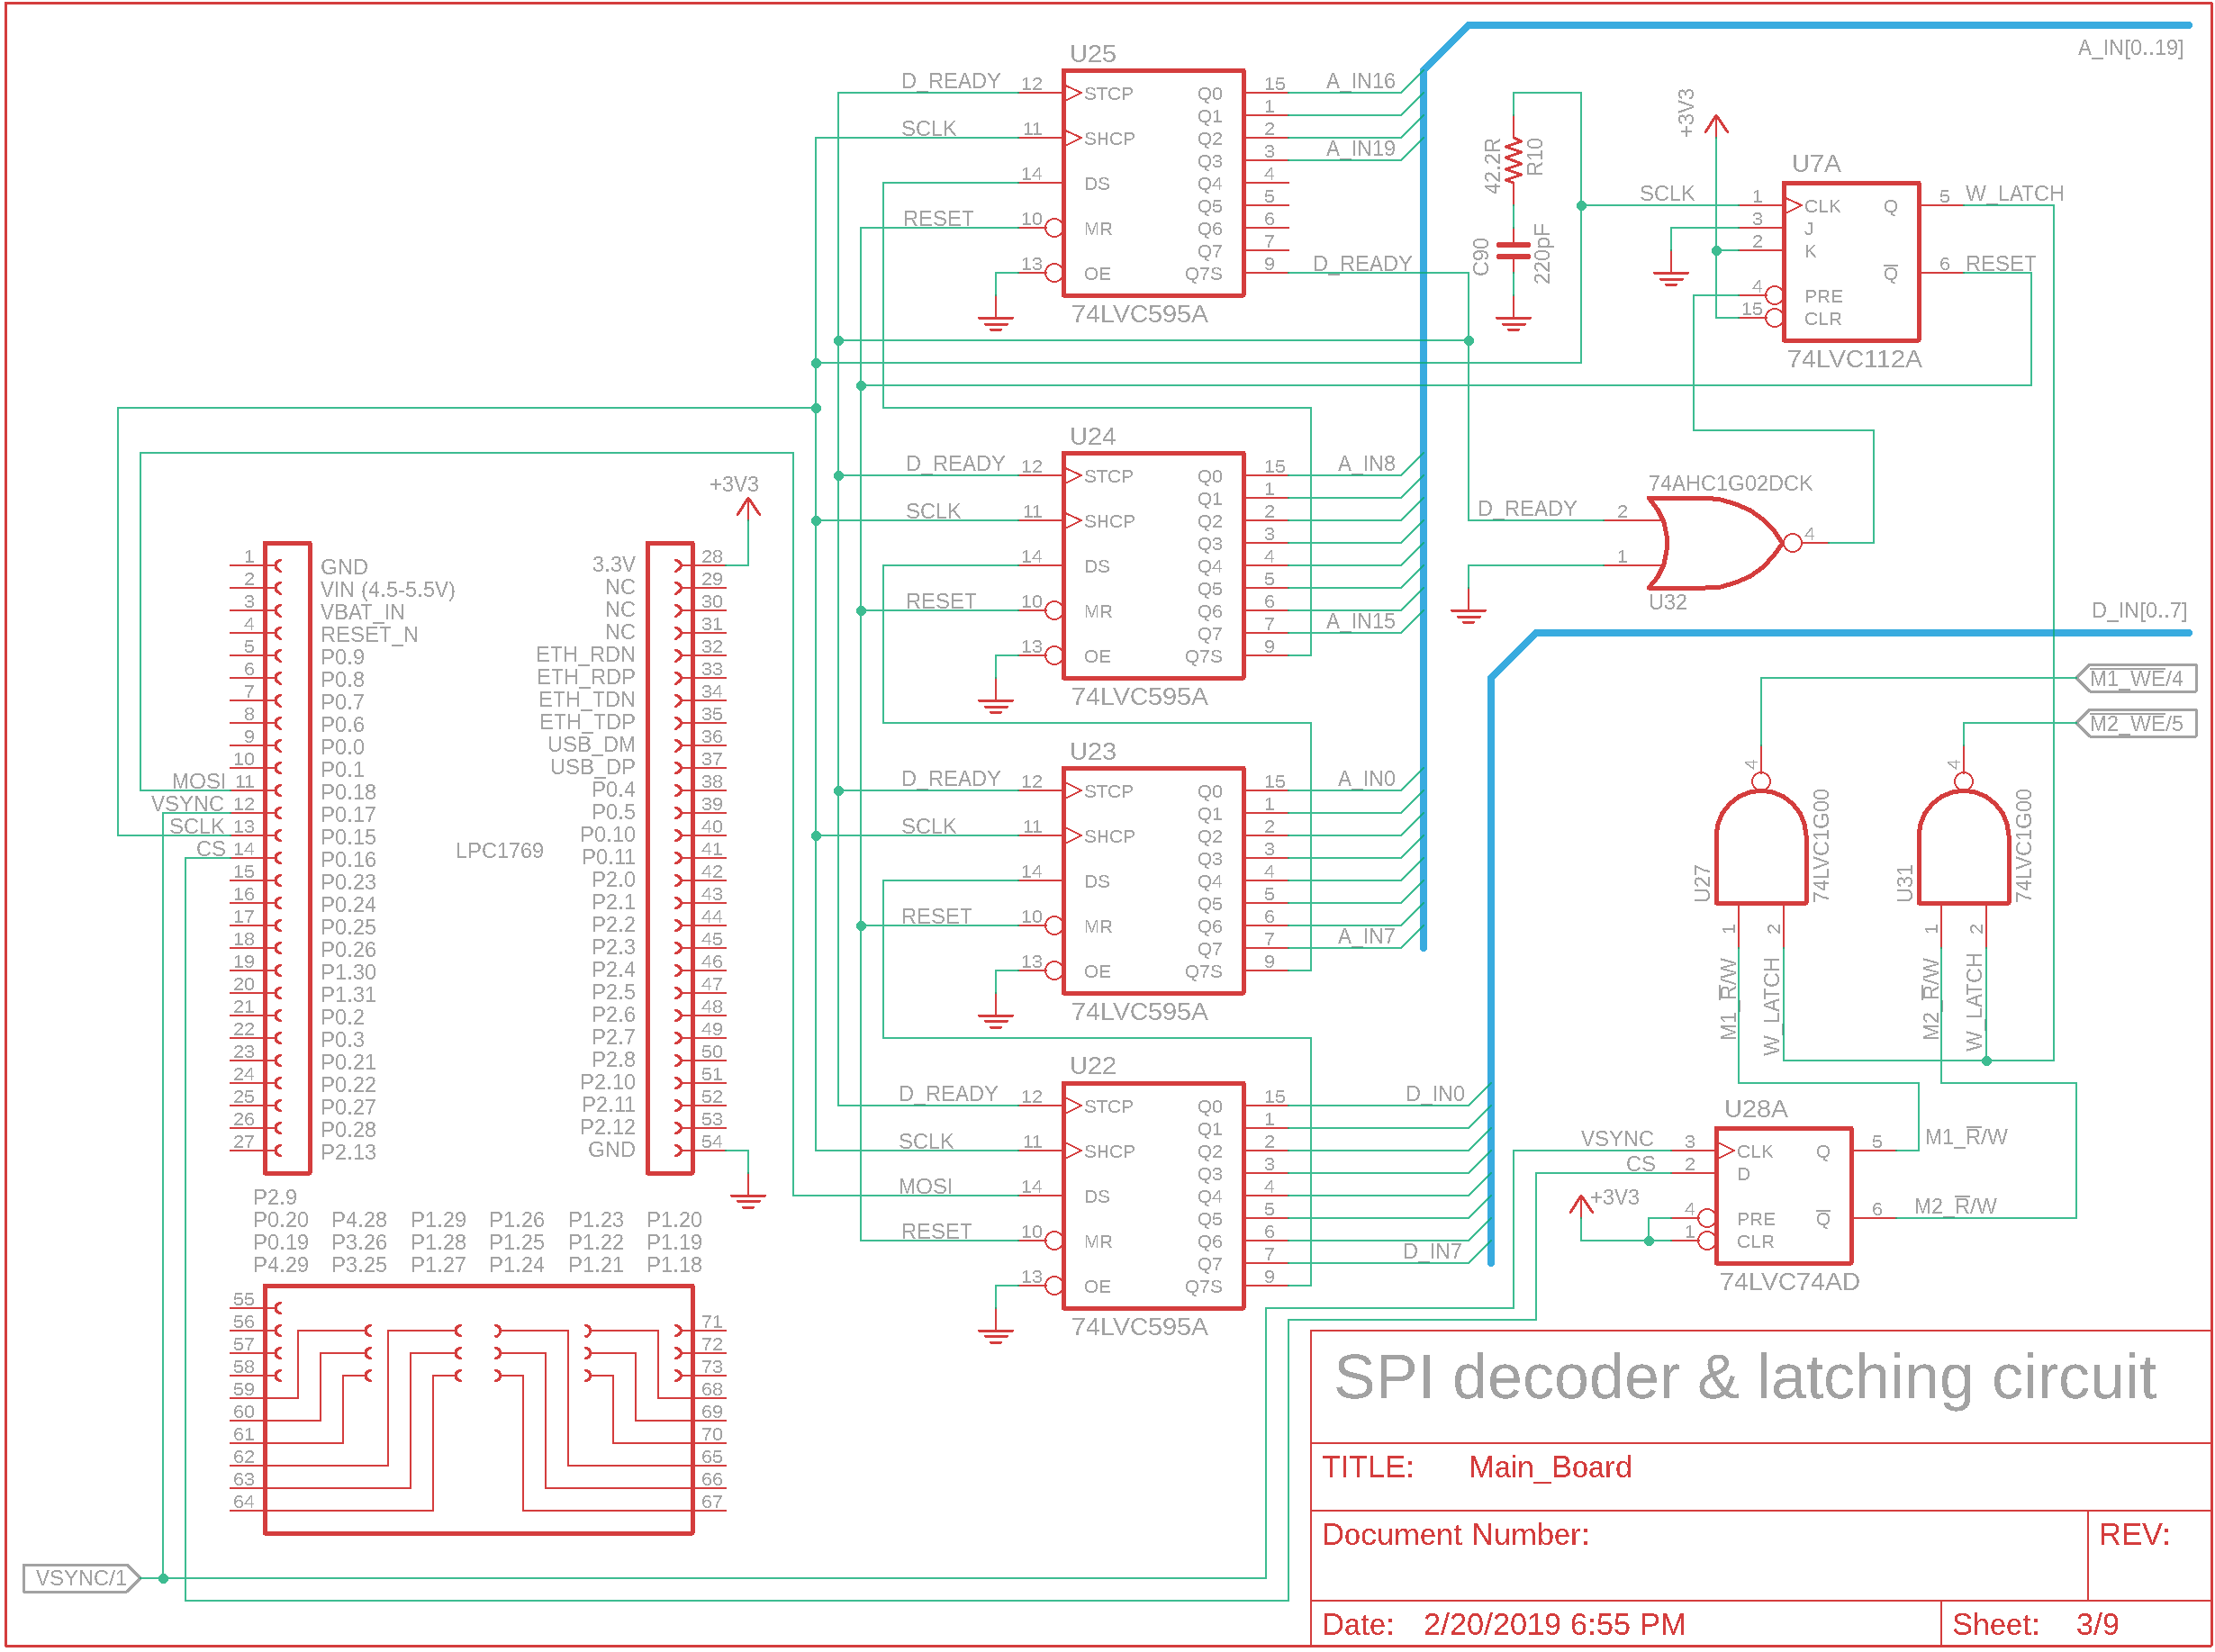 A_IN[0..19]
U25
D_READY 12 STCP
SCLK 11 SHCP
14 DS
RESET 10 MR
13 OE
Q0 15 A_IN16
Q1 1
Q2 2
Q3 3 A_IN19
Q4 4
Q5 5
Q6 6
Q7 7
Q7S 9 D_READY
74LVC595A
42.2R R10
C90 220pF
+3V3
U7A
SCLK 1 CLK Q 5 W_LATCH
3 J
2 K
Q 6 RESET
4 PRE
15 CLR
74LVC112A
U24
D_READY 12 STCP
SCLK 11 SHCP
14 DS
RESET 10 MR
13 OE
Q0 15 A_IN8
Q1 1
Q2 2
Q3 3
Q4 4
Q5 5
Q6 6
Q7 7 A_IN15
Q7S 9
74LVC595A
74AHC1G02DCK
D_READY 2
1
4
U32
D_IN[0..7]
M1_WE/4
M2_WE/5
+3V3
1 GND
2 VIN (4.5-5.5V)
3 VBAT_IN
4 RESET_N
5 P0.9
6 P0.8
7 P0.7
8 P0.6
9 P0.0
10 P0.1
MOSI 11 P0.18
VSYNC 12 P0.17
SCLK 13 P0.15
CS 14 P0.16
15 P0.23
16 P0.24
17 P0.25
18 P0.26
19 P1.30
20 P1.31
21 P0.2
22 P0.3
23 P0.21
24 P0.22
25 P0.27
26 P0.28
27 P2.13
LPC1769
3.3V 28
NC 29
NC 30
NC 31
ETH_RDN 32
ETH_RDP 33
ETH_TDN 34
ETH_TDP 35
USB_DM 36
USB_DP 37
P0.4 38
P0.5 39
P0.10 40
P0.11 41
P2.0 42
P2.1 43
P2.2 44
P2.3 45
P2.4 46
P2.5 47
P2.6 48
P2.7 49
P2.8 50
P2.10 51
P2.11 52
P2.12 53
GND 54
U23
D_READY 12 STCP
SCLK 11 SHCP
14 DS
RESET 10 MR
13 OE
Q0 15 A_IN0
Q1 1
Q2 2
Q3 3
Q4 4
Q5 5
Q6 6
Q7 7 A_IN7
Q7S 9
74LVC595A
4
U27 74LVC1G00
1 M1_R/W
2 W_LATCH
4
U31 74LVC1G00
1 M2_R/W
2 W_LATCH
U22
D_READY 12 STCP
SCLK 11 SHCP
MOSI 14 DS
RESET 10 MR
13 OE
Q0 15 D_IN0
Q1 1
Q2 2
Q3 3
Q4 4
Q5 5
Q6 6
Q7 7 D_IN7
Q7S 9
74LVC595A
U28A
VSYNC 3 CLK Q 5 M1_R/W
CS 2 D
+3V3
4 PRE Q 6 M2_R/W
1 CLR
74LVC74AD
P2.9
P0.20 P4.28 P1.29 P1.26 P1.23 P1.20
P0.19 P3.26 P1.28 P1.25 P1.22 P1.19
P4.29 P3.25 P1.27 P1.24 P1.21 P1.18
55
56 71
57 72
58 73
59 68
60 69
61 70
62 65
63 66
64 67
VSYNC/1
SPI decoder & latching circuit
TITLE: Main_Board
Document Number:
REV:
Date: 2/20/2019 6:55 PM
Sheet: 3/9